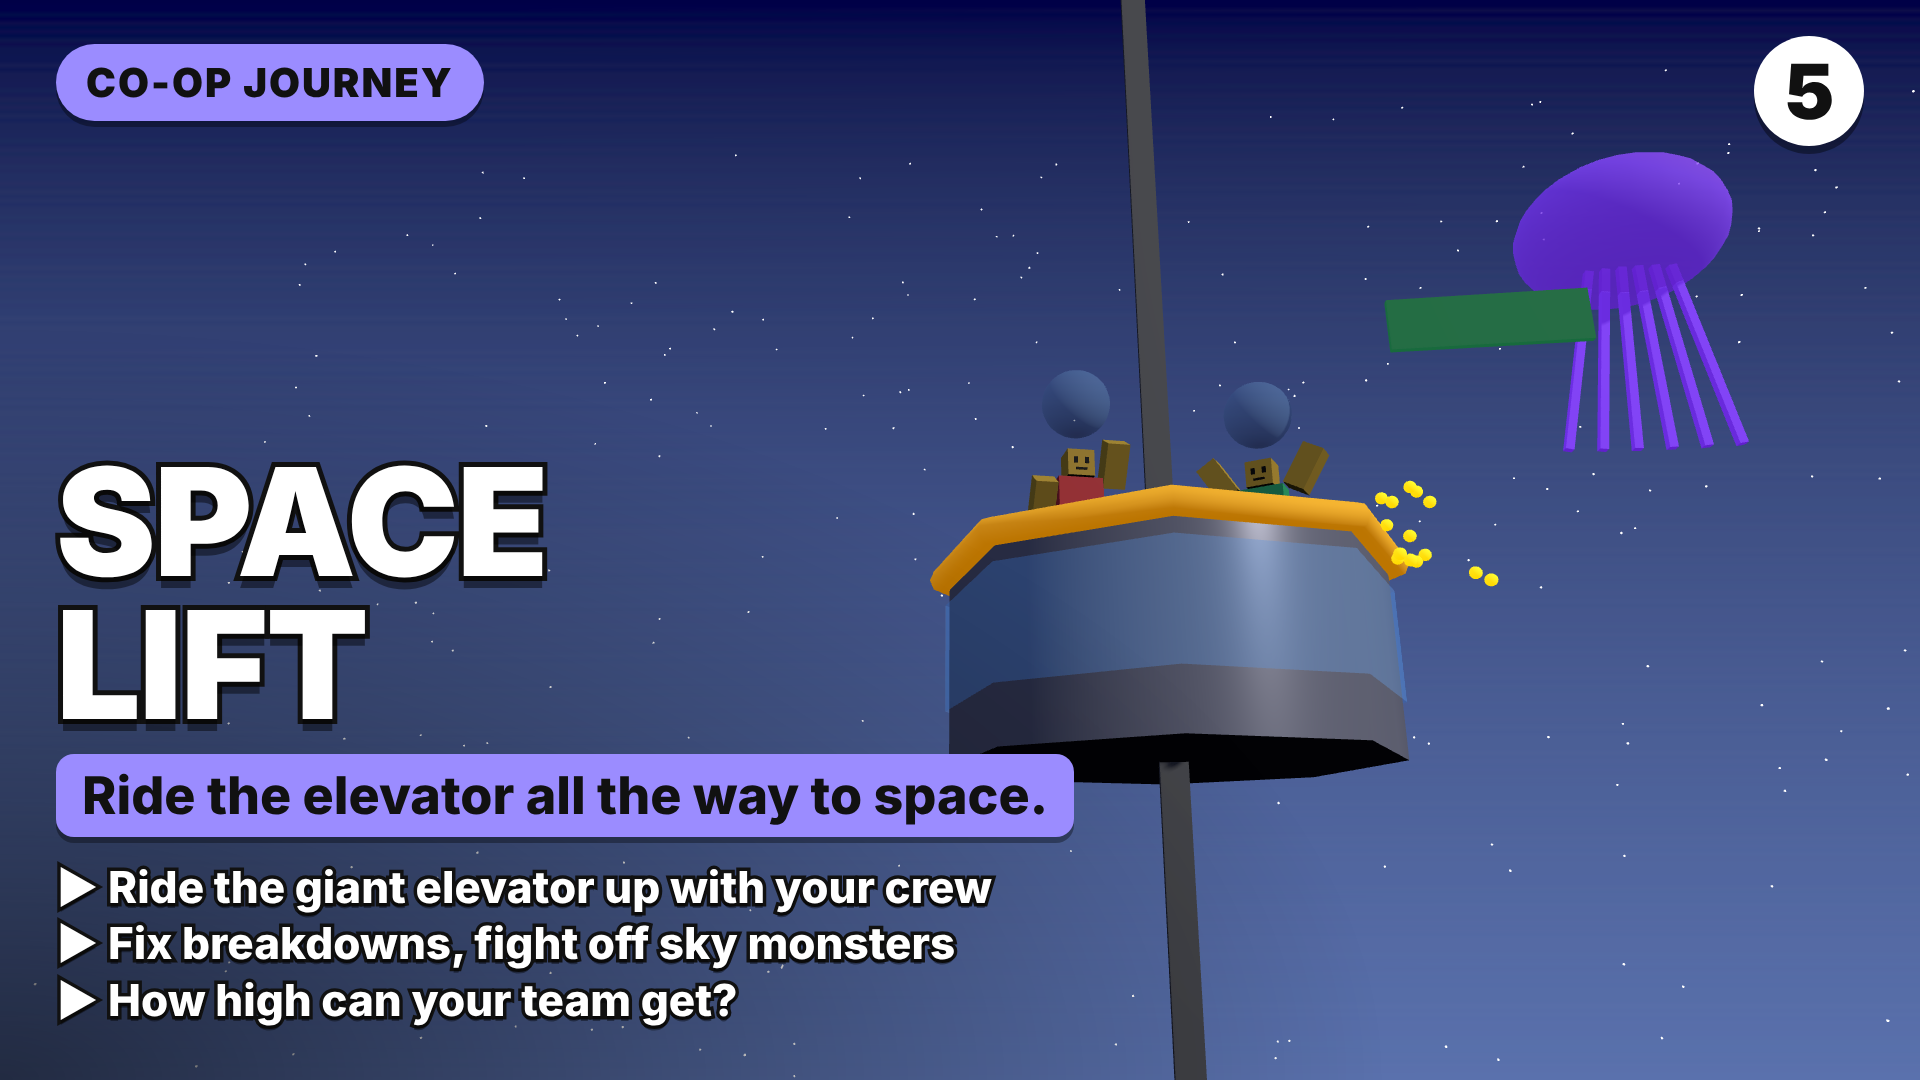 CO-OP JOURNEY
5
SPACE
LIFT
Ride the elevator all the way to space.
▶ Ride the giant elevator up with your crew
▶ Fix breakdowns, fight off sky monsters
▶ How high can your team get?